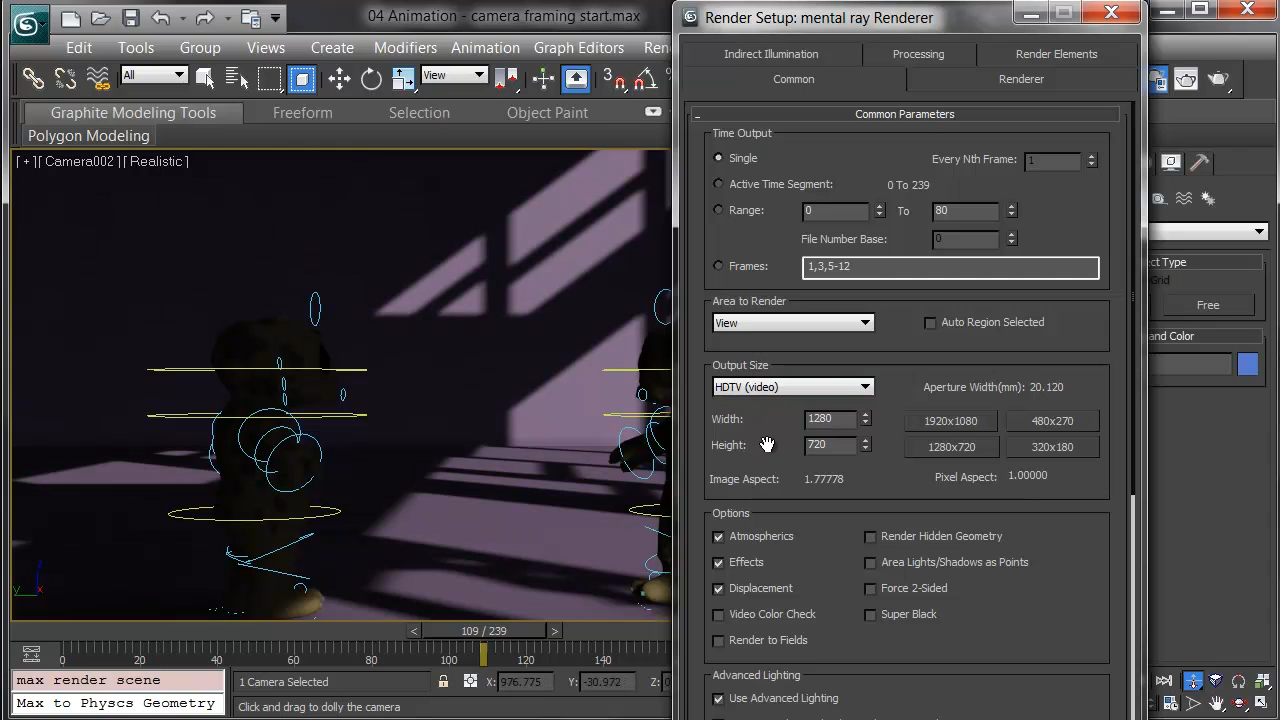 04 Animation - camera framing start.max
Render Setup: mental ray Renderer
Edit Tools Group Views Create Modifiers Animation Graph Editors
All
View
3
Graphite Modeling Tools Freeform Selection Object Paint
Polygon Modeling
[ + ][ Camera002 ][ Realistic ]
Indirect Illumination Processing Render Elements
Common Renderer
- Common Parameters
Time Output
Single Every Nth Frame: 1
Active Time Segment: 0 To 239
Range: 0 To 80
File Number Base: 0
Frames: 1,3,5-12
Area to Render
View Auto Region Selected
Output Size
HDTV (video) Aperture Width(mm): 20.120
Width: 1280 1920x1080 480x270
Height: 720 1280x720 320x180
Image Aspect: 1.77778 Pixel Aspect: 1.00000
Options
Atmospherics Render Hidden Geometry
Effects Area Lights/Shadows as Points
Displacement Force 2-Sided
Video Color Check Super Black
Render to Fields
Advanced Lighting
Use Advanced Lighting
Free
and Color
y x
< 109 / 239 >
0 20 40 60 80 100 120 140
max render scene
Max to Physcs Geometry
1 Camera Selected X: 976.775 Y: -30.972 Z:
Click and drag to dolly the camera